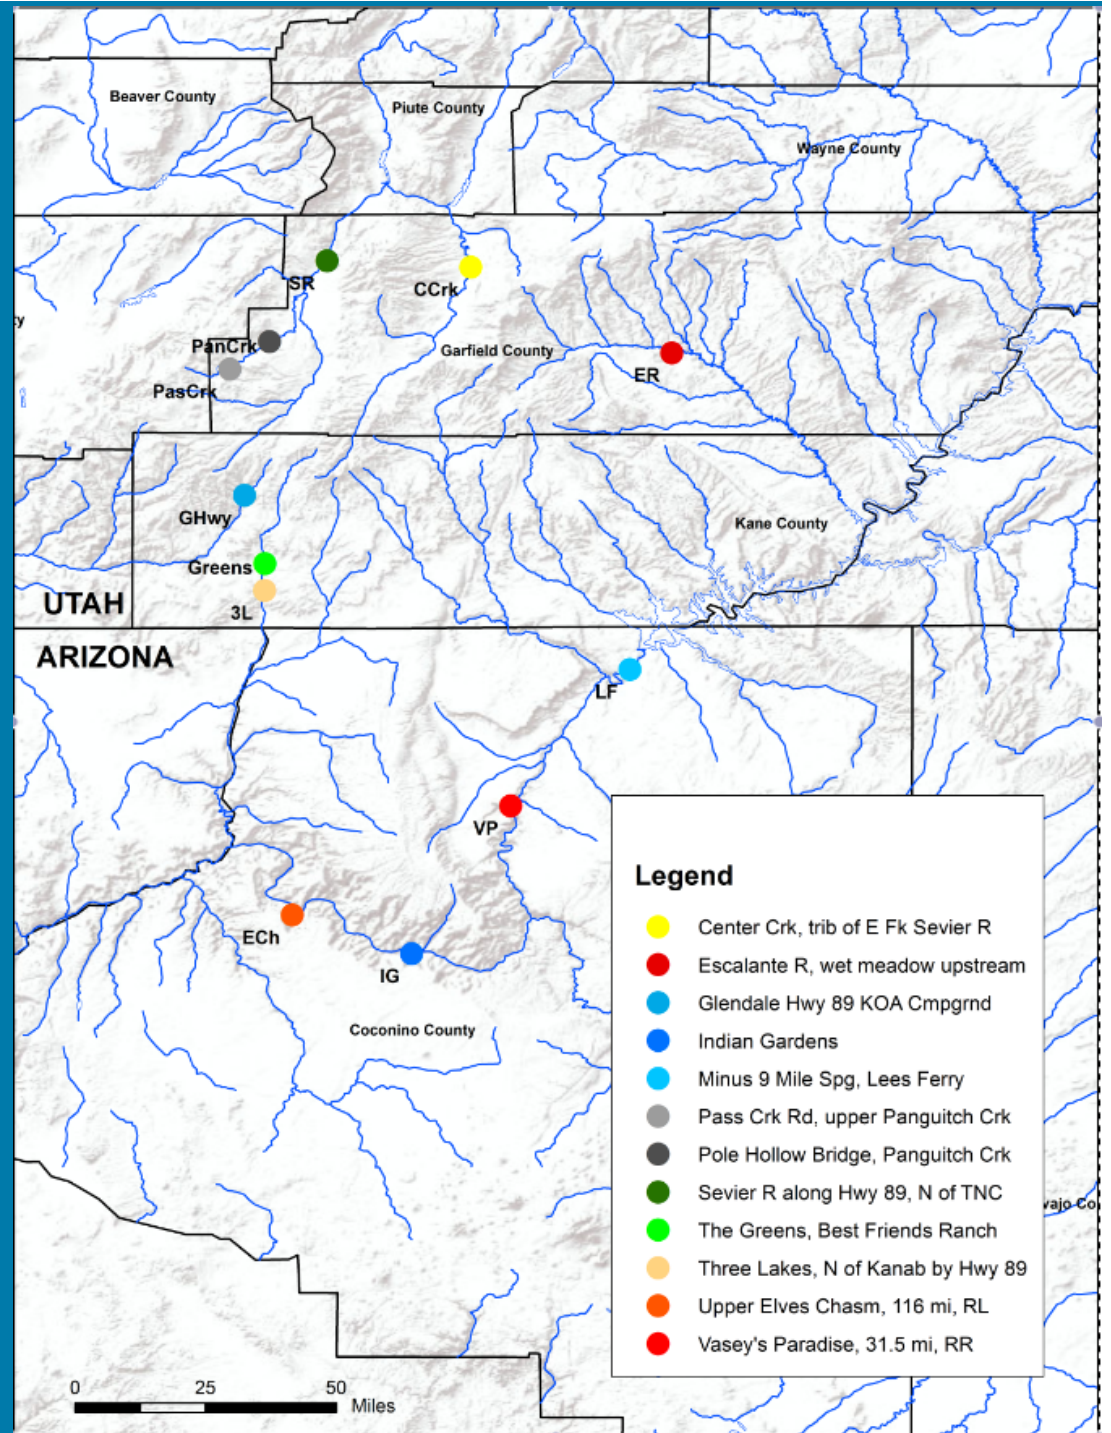 Beaver County
Piute County
Wayne County
SR
CCrk
ty
PanCrk
Garfield County
ER
PasCrk
GHwy
Kane County
Greens
UTAH
3L
ARIZONA
LF
VP
Legend
Center Crk, trib of E Fk Sevier R
ECh
Escalante R, wet meadow upstream
IG
Glendale Hwy 89 KOA Cmpgrnd
Coconino County
Indian Gardens
Minus 9 Mile Spg, Lees Ferry
Pass Crk Rd, upper Panguitch Crk
Pole Hollow Bridge, Panguitch Crk
Sevier R along Hwy 89, N of TNC
vajo Co
The Greens, Best Friends Ranch
Three Lakes, N of Kanab by Hwy 89
Upper Elves Chasm, 116 mi, RL
Vasey's Paradise, 31.5 mi, RR
0 25 50
Miles